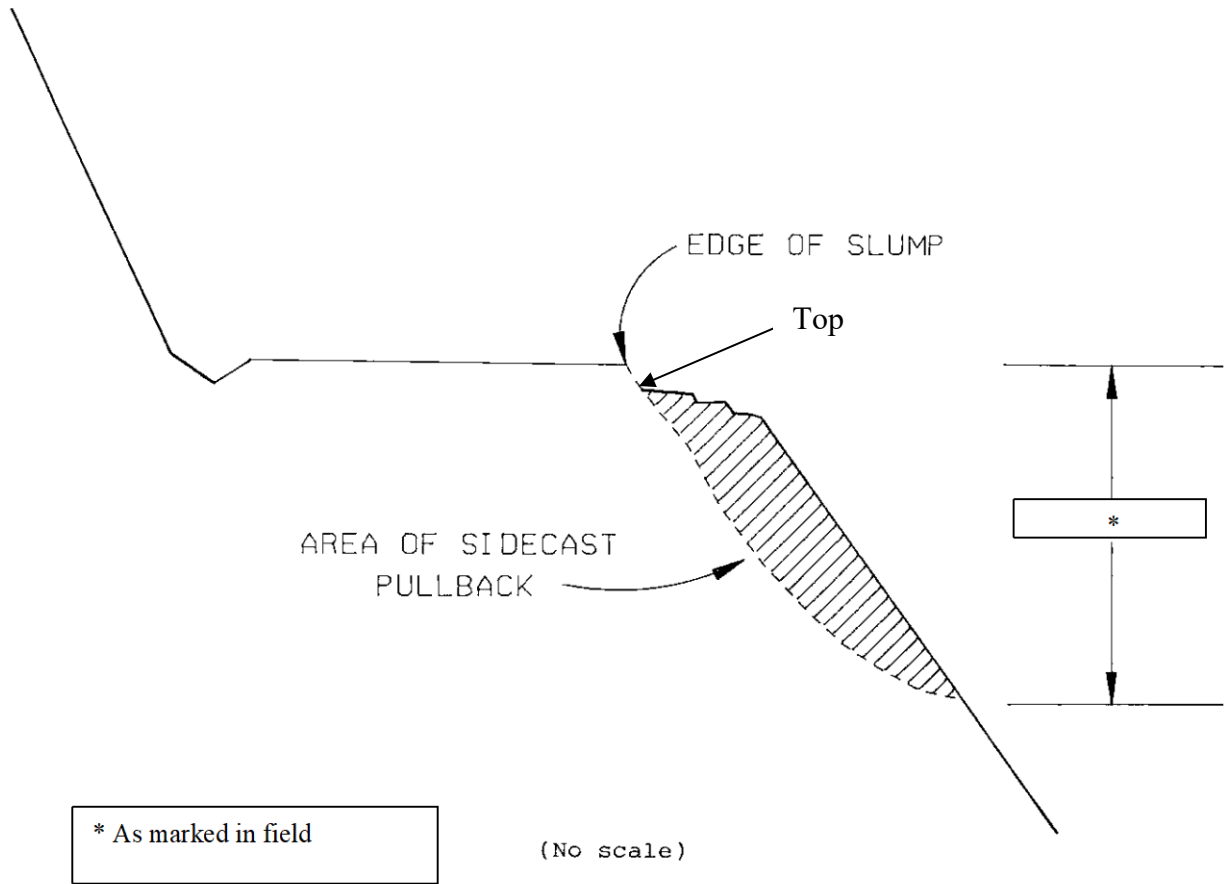 EDGE OF SLUMP
Top
*
AREA OF SIDECAST
PULLBACK
* As marked in field
(No scale)